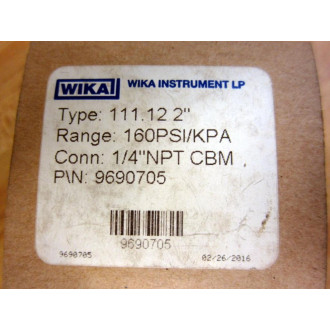 WIKA WIKA INSTRUMENT LP
Type: 111.12 2"
Range: 160PSI/KPA
Conn: 1/4"NPT CBM
P\N: 9690705
9690705
9690705 02/26/2016